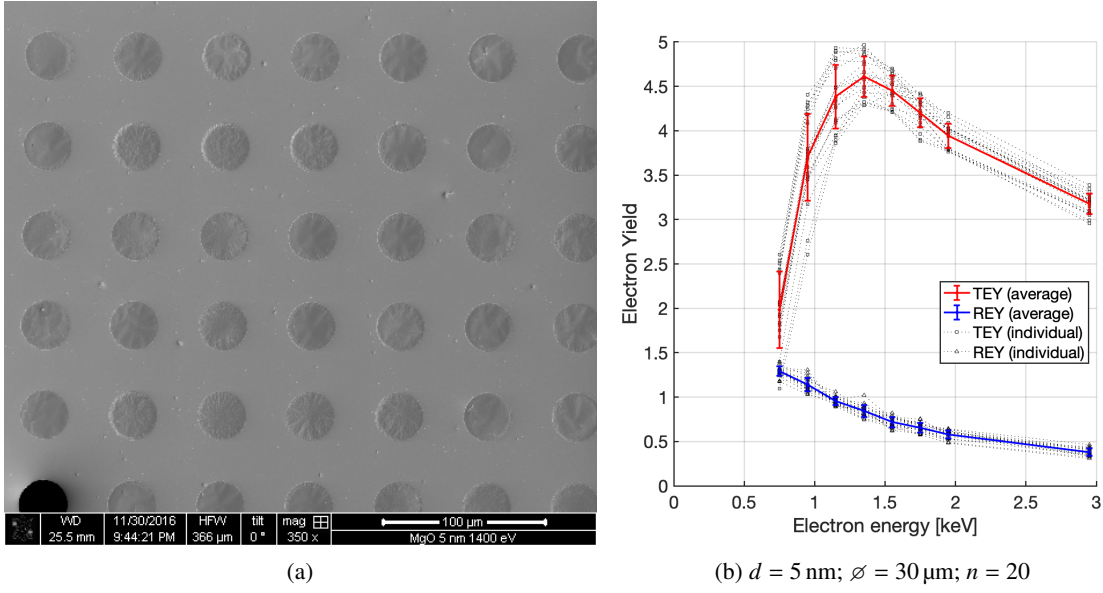 WD
25.5 mm
11/30/2016
9:44:21 PM
HFW
366 µm
tilt
0 °
mag
350 x
100 µm
MgO 5 nm 1400 eV
(a)
5
4.5
4
3.5
3
2.5
2
1.5
1
0.5
0
Electron Yield
TEY (average)
REY (average)
TEY (individual)
REY (individual)
0 0.5 1 1.5 2 2.5 3
Electron energy [keV]
(b) d = 5 nm; ⌀ = 30 µm; n = 20